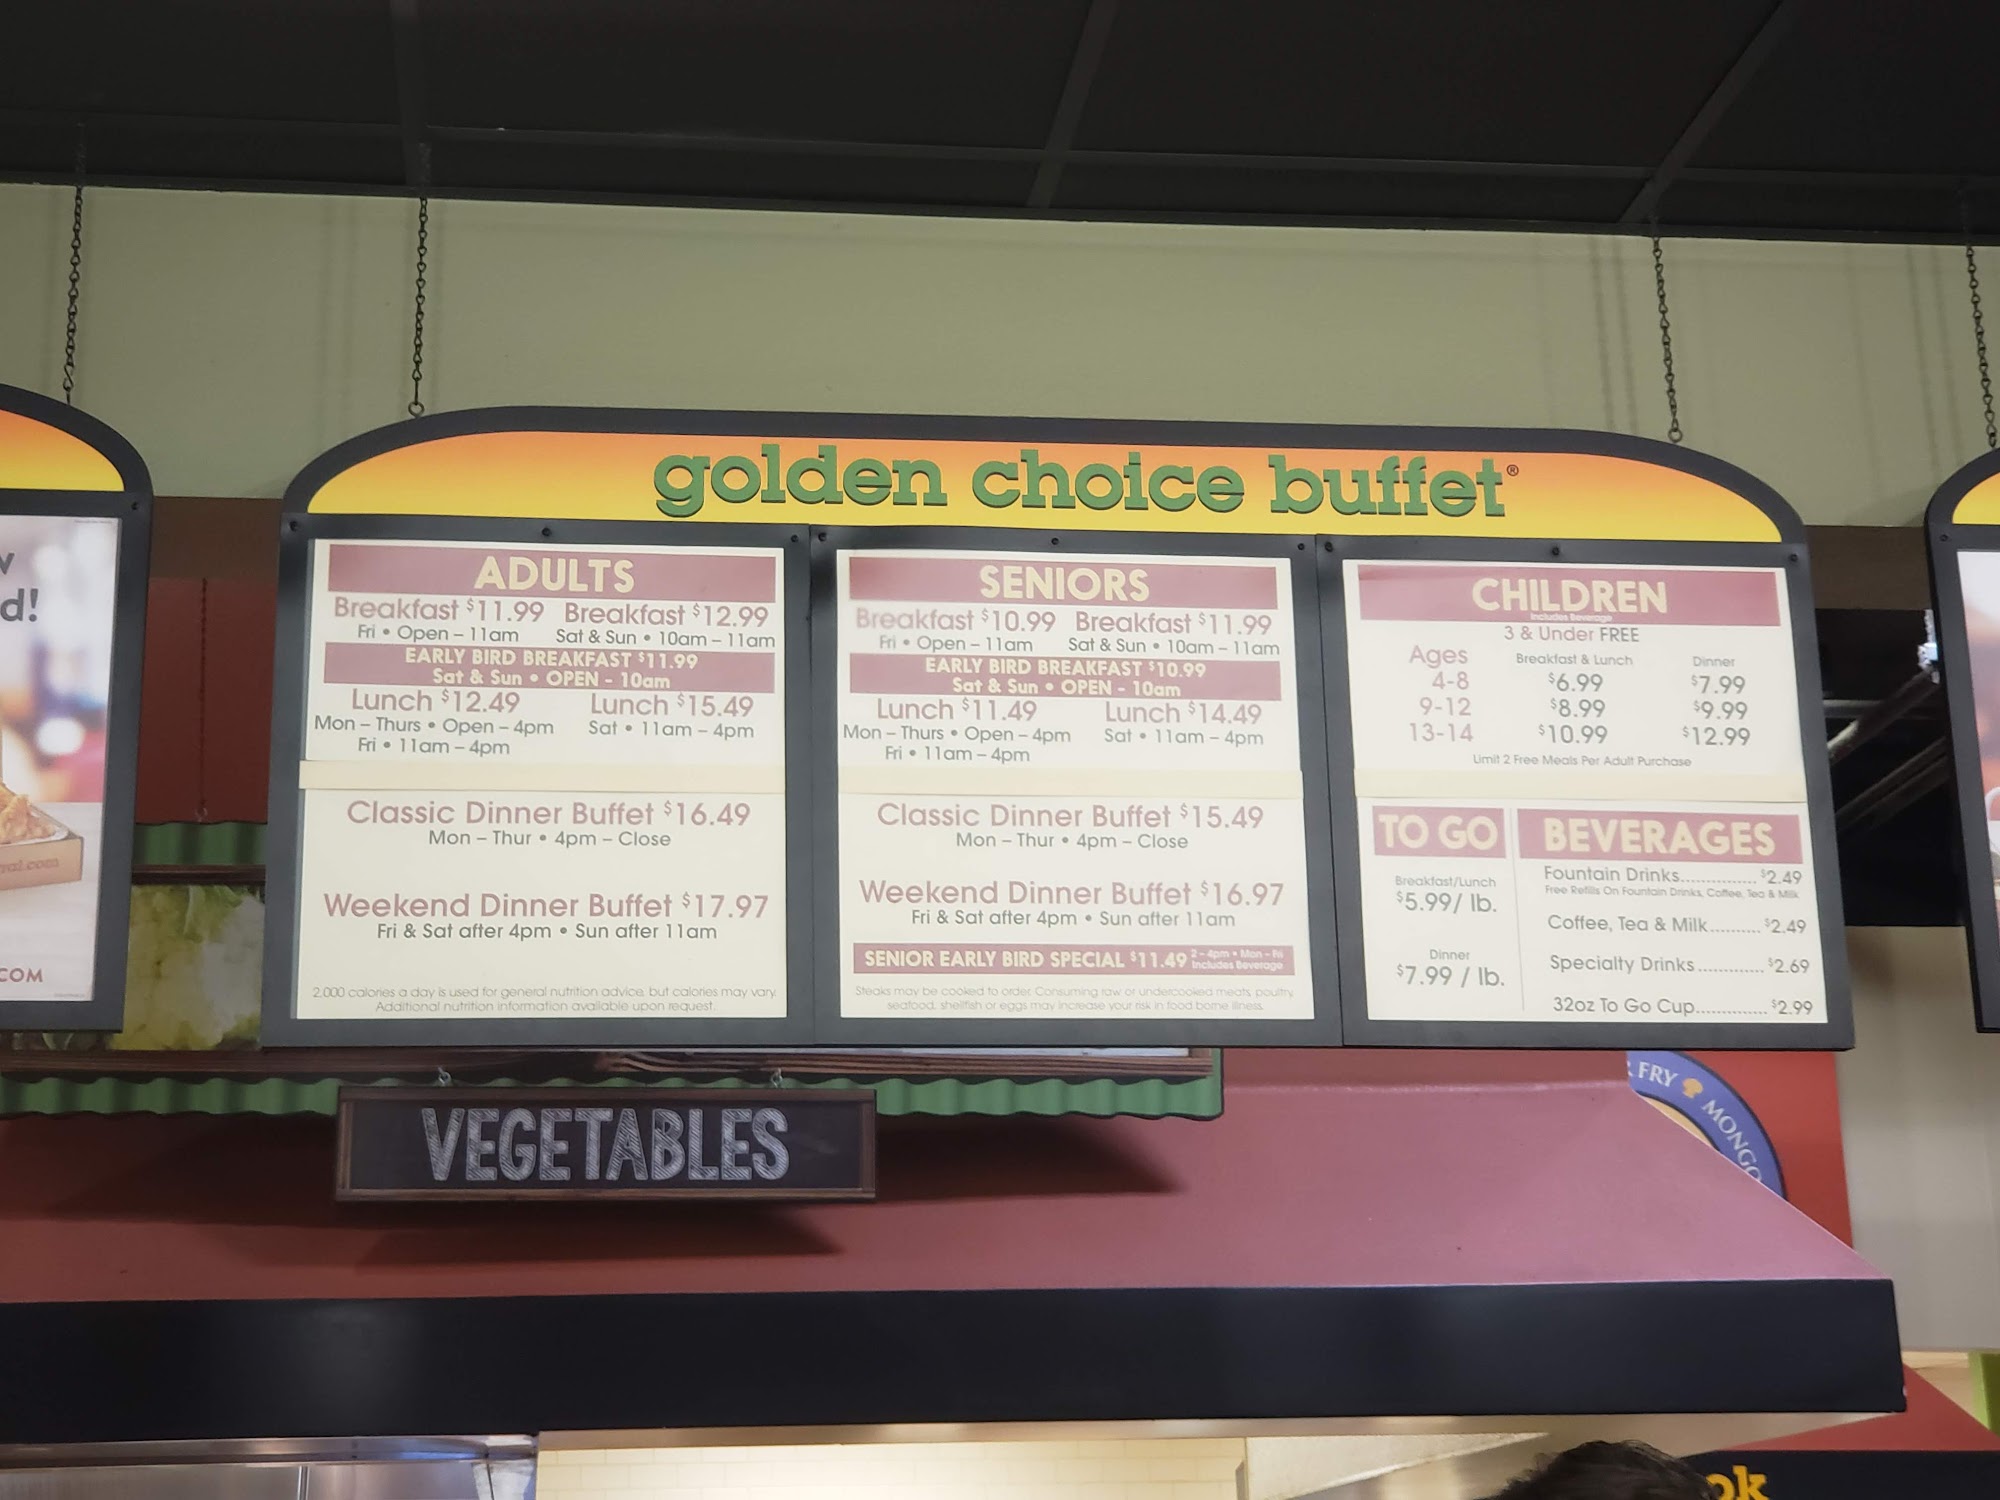 golden choice buffet®
ADULTS
Breakfast $11.99 Breakfast $12.99
Fri • Open – 11am Sat & Sun • 10am – 11am
EARLY BIRD BREAKFAST $11.99
Sat & Sun • OPEN - 10am
Lunch $12.49 Lunch $15.49
Mon – Thurs • Open – 4pm Sat • 11am – 4pm
Fri • 11am – 4pm
Classic Dinner Buffet $16.49
Mon – Thur • 4pm – Close
Weekend Dinner Buffet $17.97
Fri & Sat after 4pm • Sun after 11am
2,000 calories a day is used for general nutrition advice, but calories may vary.
Additional nutrition information available upon request.
SENIORS
Breakfast $10.99 Breakfast $11.99
Fri • Open – 11am Sat & Sun • 10am – 11am
EARLY BIRD BREAKFAST $10.99
Sat & Sun • OPEN - 10am
Lunch $11.49 Lunch $14.49
Mon – Thurs • Open – 4pm Sat • 11am – 4pm
Fri • 11am – 4pm
Classic Dinner Buffet $15.49
Mon – Thur • 4pm – Close
Weekend Dinner Buffet $16.97
Fri & Sat after 4pm • Sun after 11am
SENIOR EARLY BIRD SPECIAL $11.49 2 - 4pm • Mon - Fri
Includes Beverage
Steaks may be cooked to order. Consuming raw or undercooked meats, poultry,
seafood, shellfish or eggs may increase your risk in food borne illness.
CHILDREN
Includes Beverage
3 & Under FREE
Ages Breakfast & Lunch Dinner
4-8 $6.99 $7.99
9-12 $8.99 $9.99
13-14 $10.99 $12.99
Limit 2 Free Meals Per Adult Purchase
TO GO
Breakfast/Lunch
$5.99/ lb.
Dinner
$7.99 / lb.
BEVERAGES
Fountain Drinks.............. $2.49
Free Refills On Fountain Drinks, Coffee, Tea & Milk
Coffee, Tea & Milk.......... $2.49
Specialty Drinks............. $2.69
32oz To Go Cup.............. $2.99
VEGETABLES
FRY MONGO
d!
ral.com
COM
ok